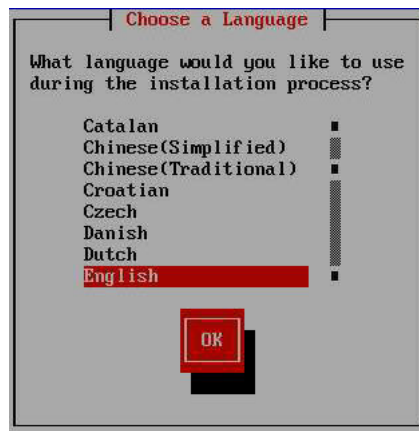 Choose a Language
What language would you like to use
during the installation process?
Catalan
Chinese(Simplified)
Chinese(Traditional)
Croatian
Czech
Danish
Dutch
English
OK